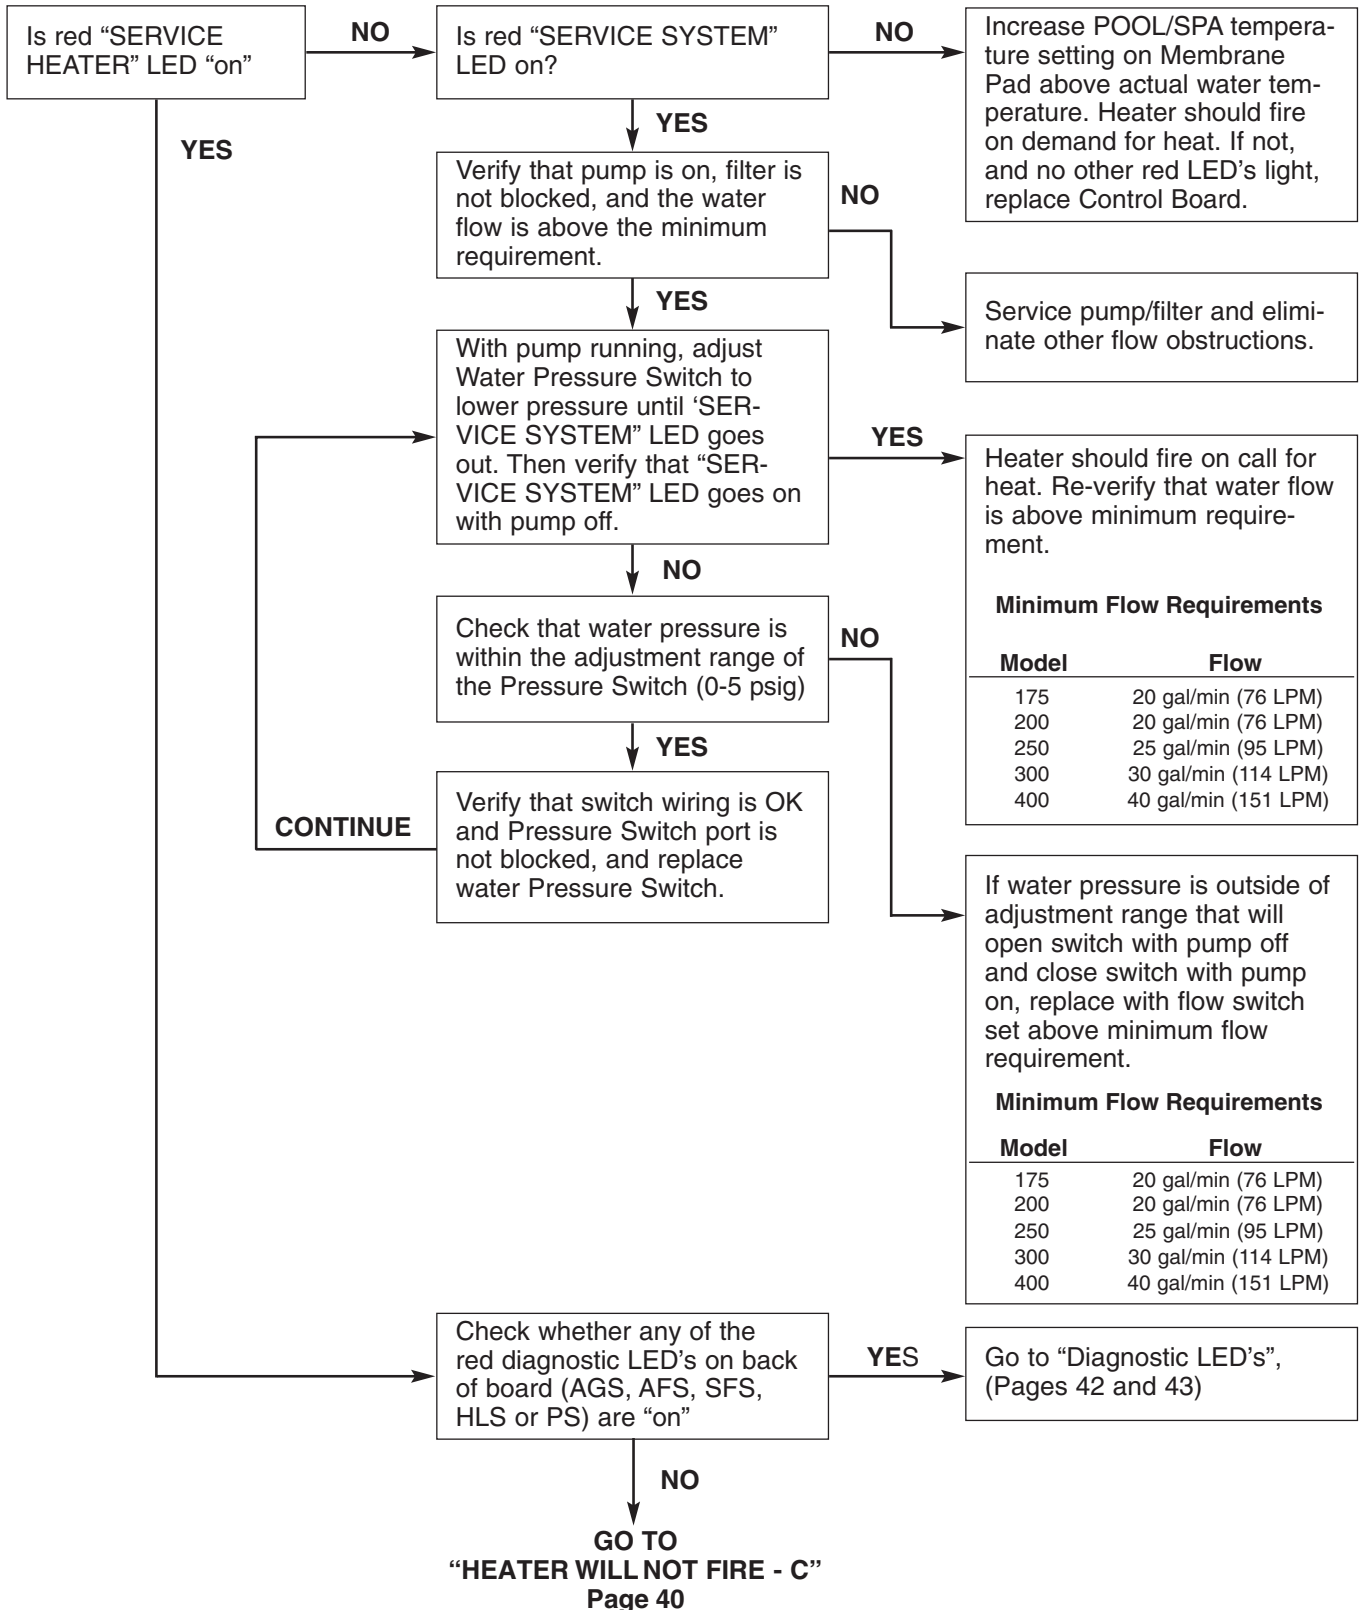 Is red “SERVICE
HEATER” LED “on”
NO
Is red “SERVICE SYSTEM”
LED on?
NO
Increase POOL/SPA tempera-
ture setting on Membrane
Pad above actual water tem-
perature. Heater should fire
on demand for heat. If not,
and no other red LED's light,
replace Control Board.
YES
YES
Verify that pump is on, filter is
not blocked, and the water
flow is above the minimum
requirement.
NO
Service pump/filter and elimi-
nate other flow obstructions.
YES
With pump running, adjust
Water Pressure Switch to
lower pressure until ‘SER-
VICE SYSTEM” LED goes
out. Then verify that “SER-
VICE SYSTEM” LED goes on
with pump off.
YES
Heater should fire on call for
heat. Re-verify that water flow
is above minimum require-
ment.
Minimum Flow Requirements
Model Flow
175 20 gal/min (76 LPM)
200 20 gal/min (76 LPM)
250 25 gal/min (95 LPM)
300 30 gal/min (114 LPM)
400 40 gal/min (151 LPM)
NO
Check that water pressure is
within the adjustment range of
the Pressure Switch (0-5 psig)
NO
If water pressure is outside of
adjustment range that will
open switch with pump off
and close switch with pump
on, replace with flow switch
set above minimum flow
requirement.
Minimum Flow Requirements
Model Flow
175 20 gal/min (76 LPM)
200 20 gal/min (76 LPM)
250 25 gal/min (95 LPM)
300 30 gal/min (114 LPM)
400 40 gal/min (151 LPM)
YES
Verify that switch wiring is OK
and Pressure Switch port is
not blocked, and replace
water Pressure Switch.
CONTINUE
Check whether any of the
red diagnostic LED's on back
of board (AGS, AFS, SFS,
HLS or PS) are “on”
YES
Go to “Diagnostic LED's”,
(Pages 42 and 43)
NO
GO TO
“HEATER WILL NOT FIRE - C”
Page 40